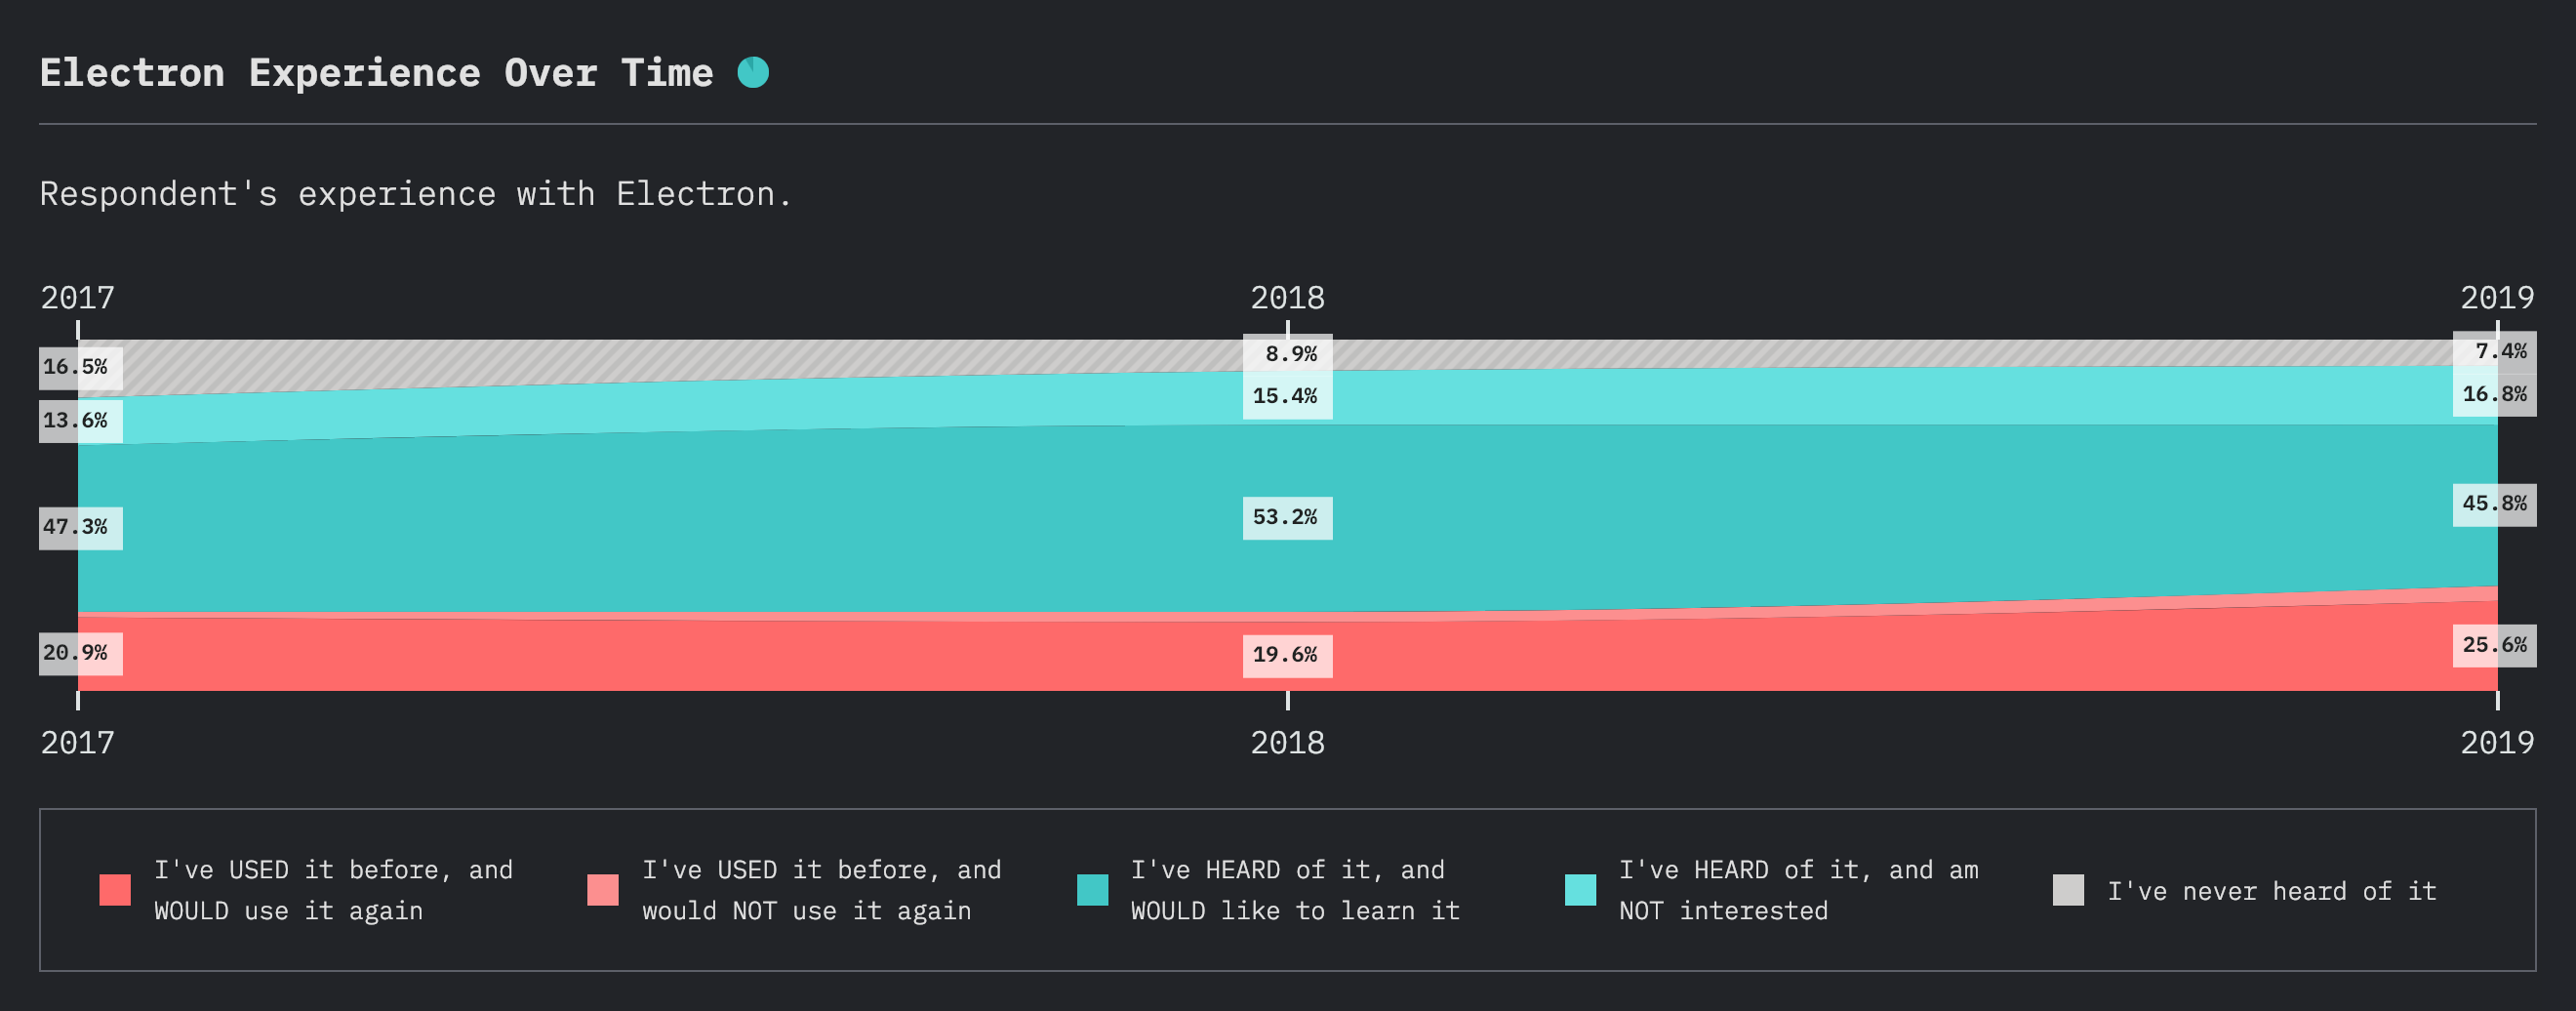 Electron Experience Over Time
Respondent's experience with Electron.
2017 2018 2019
16.5% 8.9% 7.4%
13.6% 15.4% 16.8%
47.3% 53.2% 45.8%
20.9% 19.6% 25.6%
2017 2018 2019
I've USED it before, and
WOULD use it again
I've USED it before, and
would NOT use it again
I've HEARD of it, and
WOULD like to learn it
I've HEARD of it, and am
NOT interested
I've never heard of it